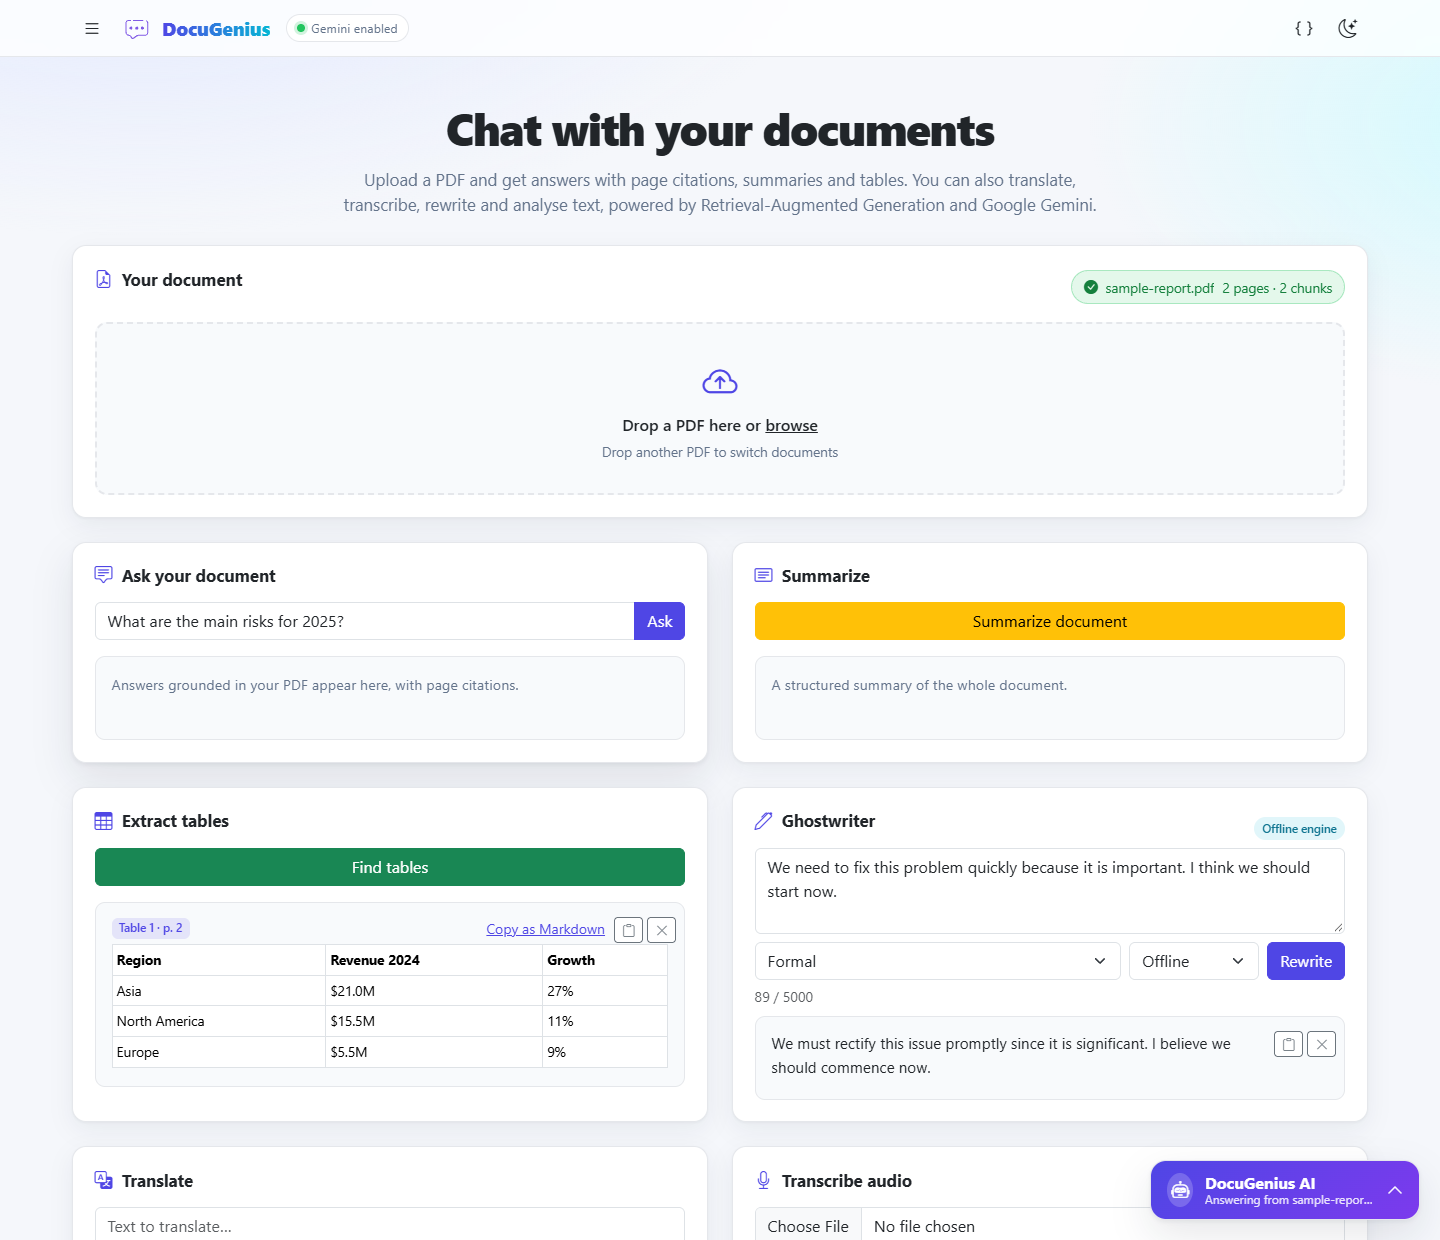 DocuGenius
Gemini enabled
{ }
Chat with your documents
Upload a PDF and get answers with page citations, summaries and tables. You can also translate,
transcribe, rewrite and analyse text, powered by Retrieval-Augmented Generation and Google Gemini.
Your document
sample-report.pdf 2 pages · 2 chunks
Drop a PDF here or browse
Drop another PDF to switch documents
Ask your document
What are the main risks for 2025?
Ask
Answers grounded in your PDF appear here, with page citations.
Summarize
Summarize document
A structured summary of the whole document.
Extract tables
Find tables
Table 1 · p. 2
Copy as Markdown
Region Revenue 2024 Growth
Asia $21.0M 27%
North America $15.5M 11%
Europe $5.5M 9%
Ghostwriter
Offline engine
We need to fix this problem quickly because it is important. I think we should
start now.
Formal
Offline
Rewrite
89 / 5000
We must rectify this issue promptly since it is significant. I believe we
should commence now.
Translate
Text to translate...
Transcribe audio
Choose File No file chosen
DocuGenius AI
Answering from sample-repor...